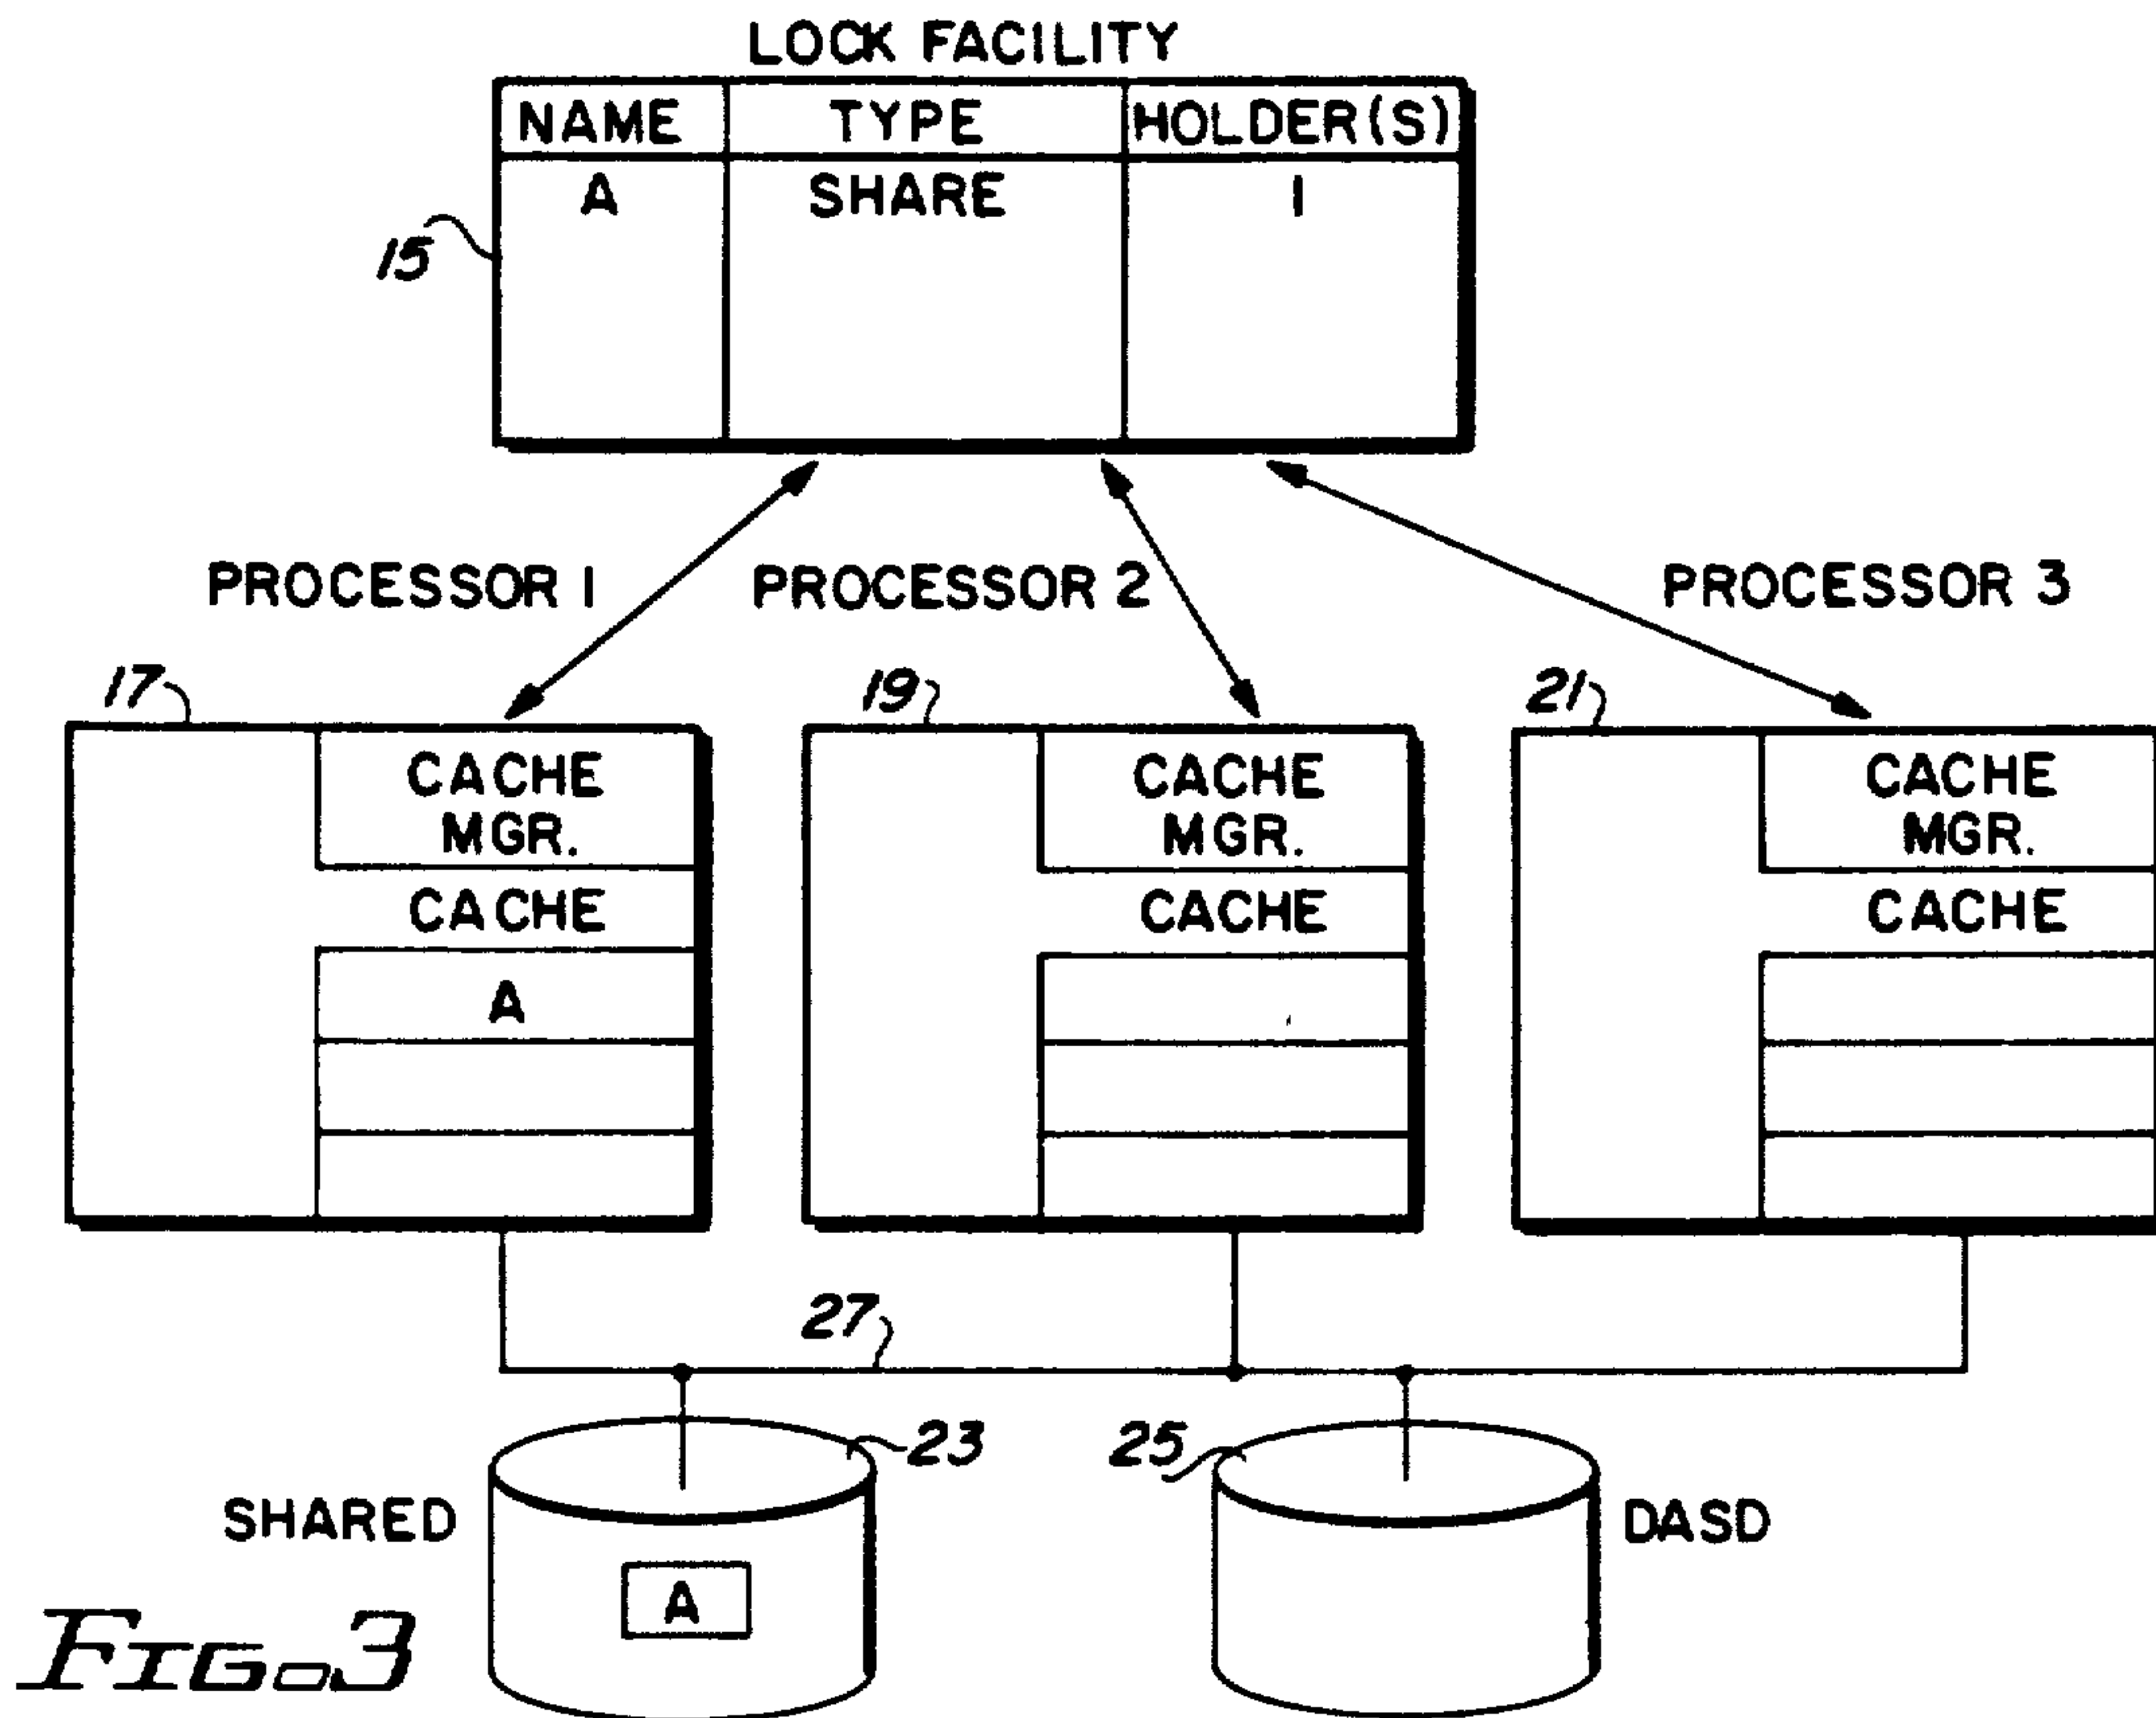 LOCK FACILITY
NAME TYPE HOLDER(S)
A SHARE 1
15
PROCESSOR 1 PROCESSOR 2 PROCESSOR 3
17 19 21
CACHE MGR.
CACHE
A
CACHE MGR.
CACHE
CACHE MGR.
CACHE
27
23 25
SHARED DASD
A
FIG. 3